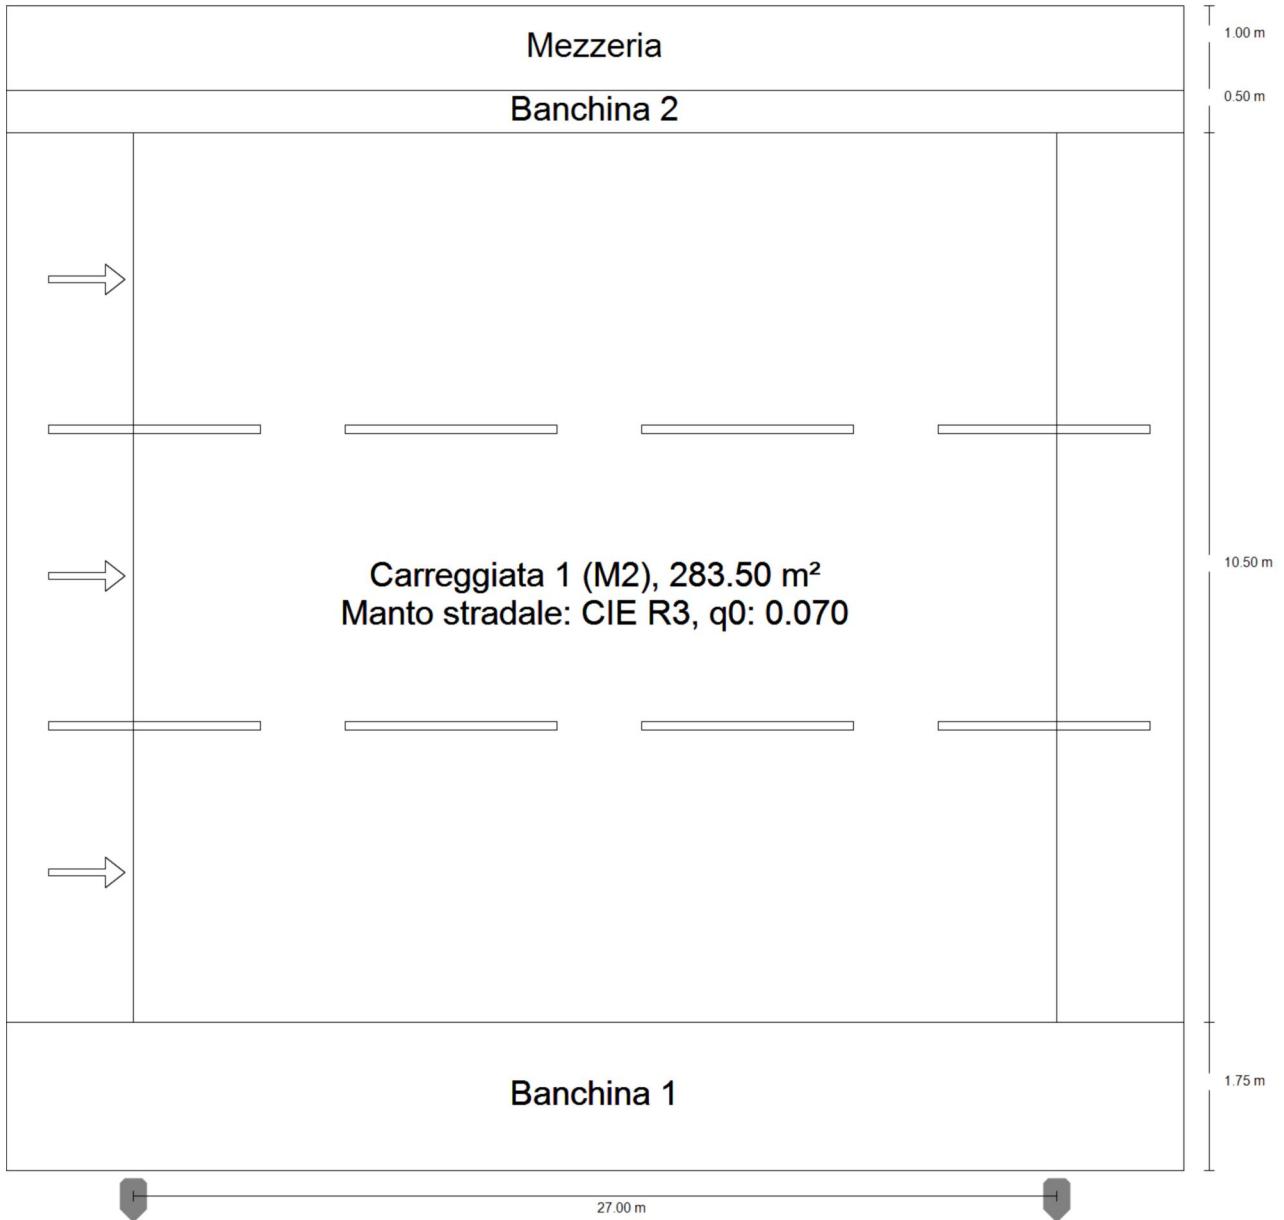 Mezzeria
1.00 m
Banchina 2
0.50 m
Carreggiata 1 (M2), 283.50 m²
Manto stradale: CIE R3, q0: 0.070
10.50 m
Banchina 1
1.75 m
27.00 m